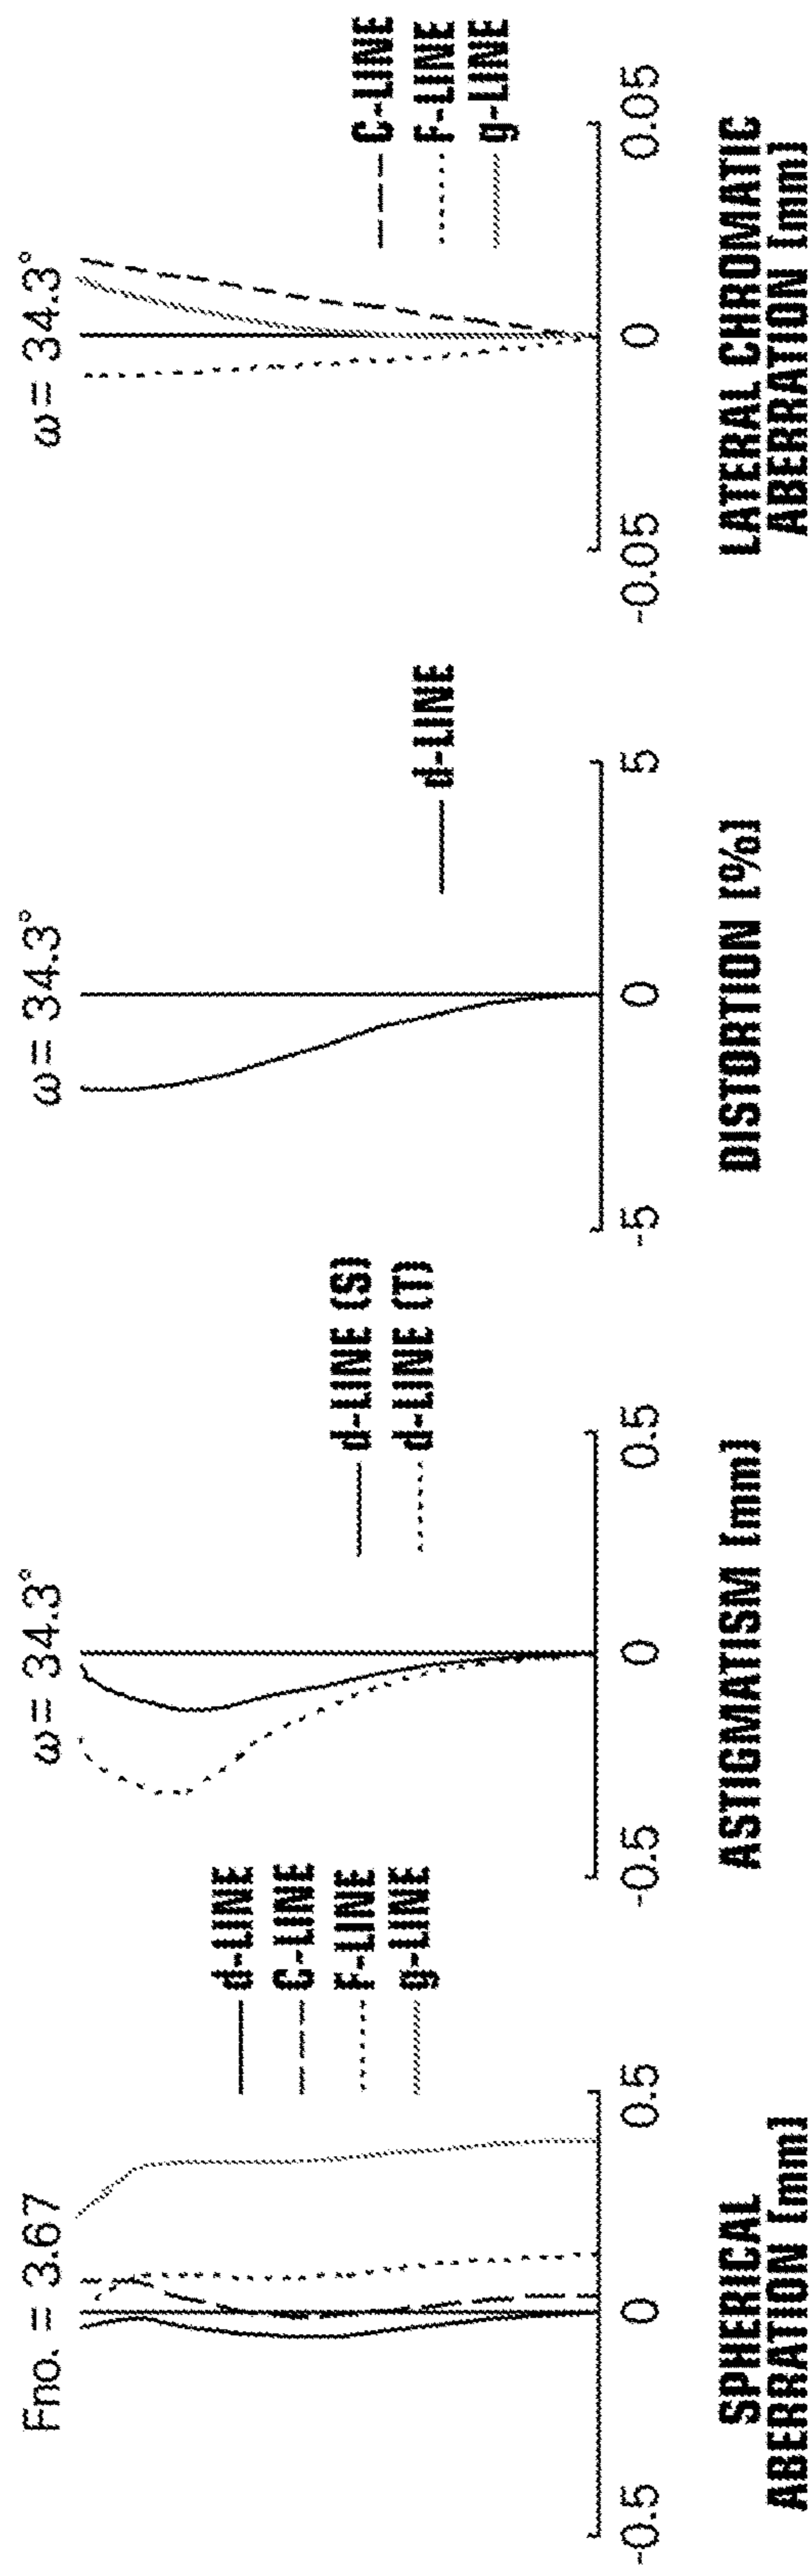 Fno. = 3.67
d-LINE
C-LINE
F-LINE
g-LINE
-0.5
0
0.5
SPHERICAL
ABERRATION [mm]
ω= 34.3°
d-LINE (S)
d-LINE (T)
-0.5
0
0.5
ASTIGMATISM [mm]
ω= 34.3°
d-LINE
-5
0
5
DISTORTION [%]
ω= 34.3°
C-LINE
F-LINE
g-LINE
-0.05
0
0.05
LATERAL CHROMATIC
ABERRATION [mm]